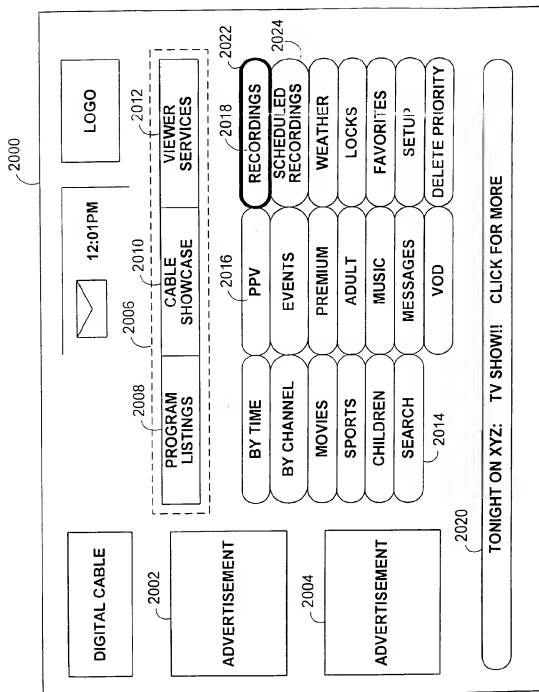 2000
DIGITAL CABLE
12:01PM
LOGO
2006
2008
2010
2012
PROGRAM
LISTINGS
CABLE
SHOWCASE
VIEWER
SERVICES
2002
ADVERTISEMENT
2004
ADVERTISEMENT
BY TIME
BY CHANNEL
MOVIES
SPORTS
CHILDREN
SEARCH
2014
2016
PPV
EVENTS
PREMIUM
ADULT
MUSIC
MESSAGES
VOD
2018
2022
RECORDINGS
2024
SCHEDULED
RECORDINGS
WEATHER
LOCKS
FAVORITES
SETUP
DELETE PRIORITY
2020
TONIGHT ON XYZ: TV SHOW!! CLICK FOR MORE